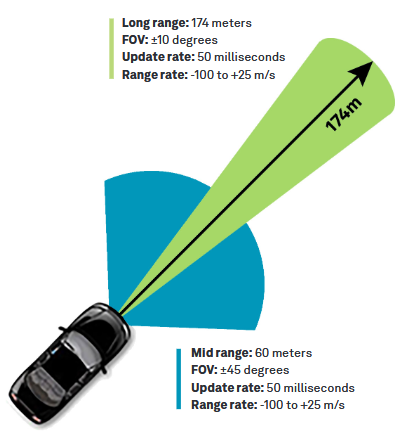 Long range: 174 meters
FOV: ±10 degrees
Update rate: 50 milliseconds
Range rate: -100 to +25 m/s
174m
Mid range: 60 meters
FOV: ±45 degrees
Update rate: 50 milliseconds
Range rate: -100 to +25 m/s